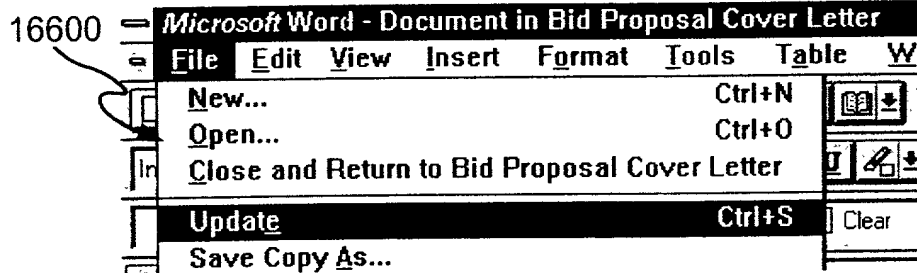 16600
Microsoft Word - Document in Bid Proposal Cover Letter
File Edit View Insert Format Tools Table W
New... Ctrl+N
Open... Ctrl+O
Close and Return to Bid Proposal Cover Letter
Update Ctrl+S
Clear
Save Copy As...